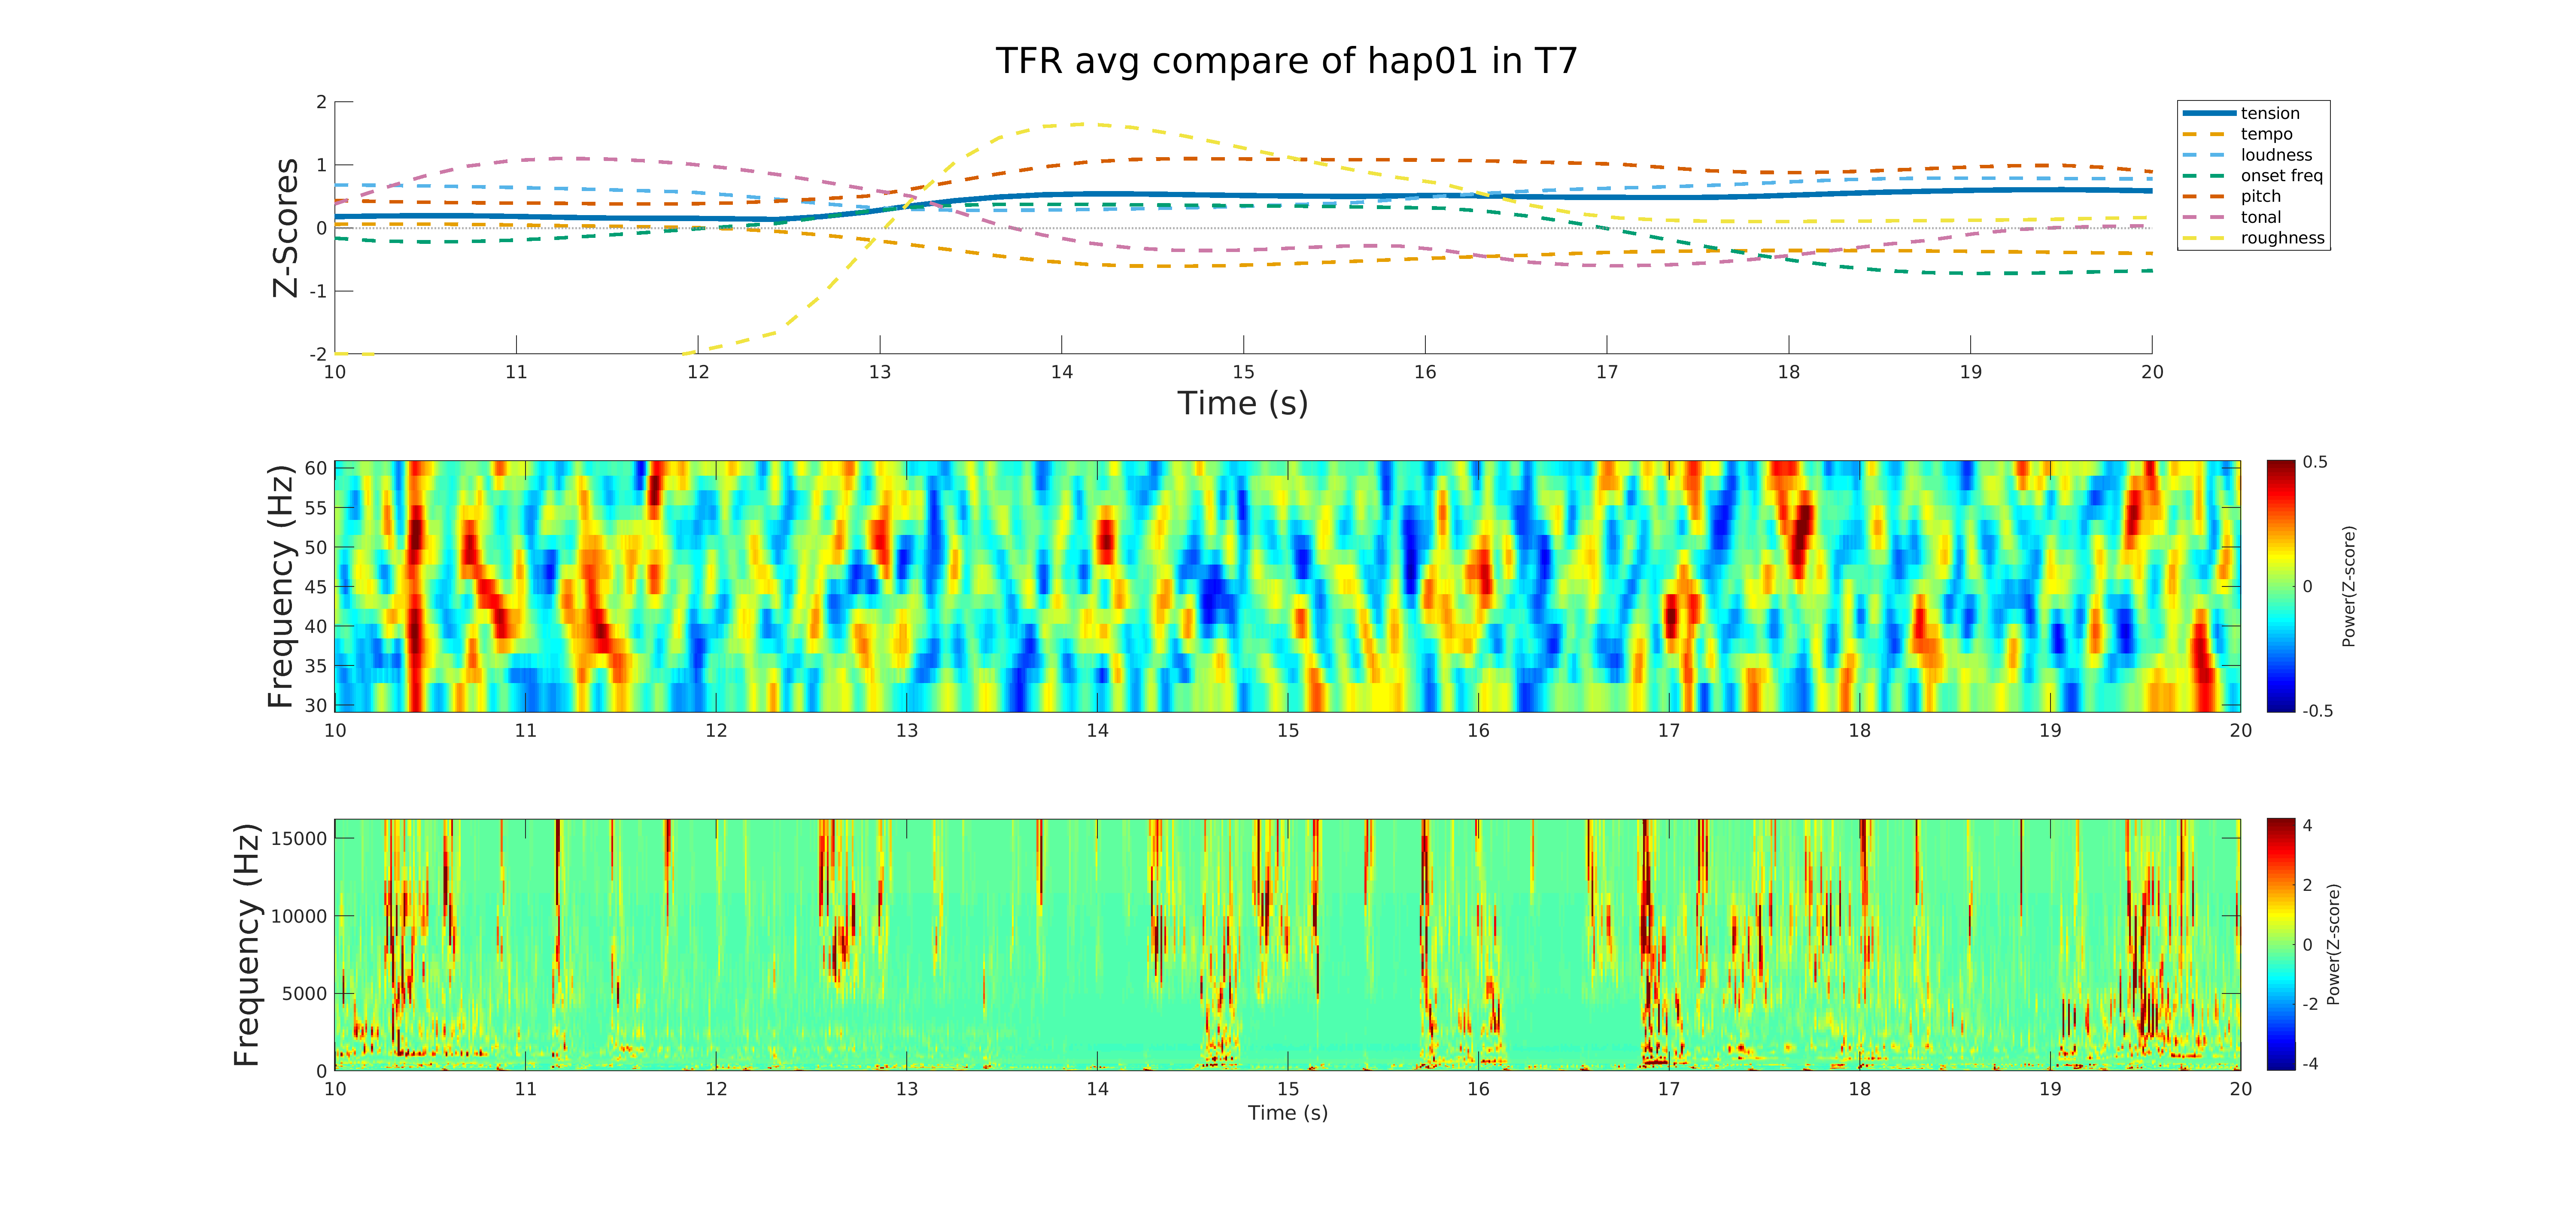 TFR avg compare of hap01 in T7
Z-Scores
2
1
0
-1
-2
10 11 12 13 14 15 16 17 18 19 20
Time (s)
tension
tempo
loudness
onset freq
pitch
tonal
roughness
Frequency (Hz)
60
55
50
45
40
35
30
10 11 12 13 14 15 16 17 18 19 20
0.5
0
-0.5
Power(Z-score)
Frequency (Hz)
15000
10000
5000
0
10 11 12 13 14 15 16 17 18 19 20
Time (s)
4
2
0
-2
-4
Power(Z-score)